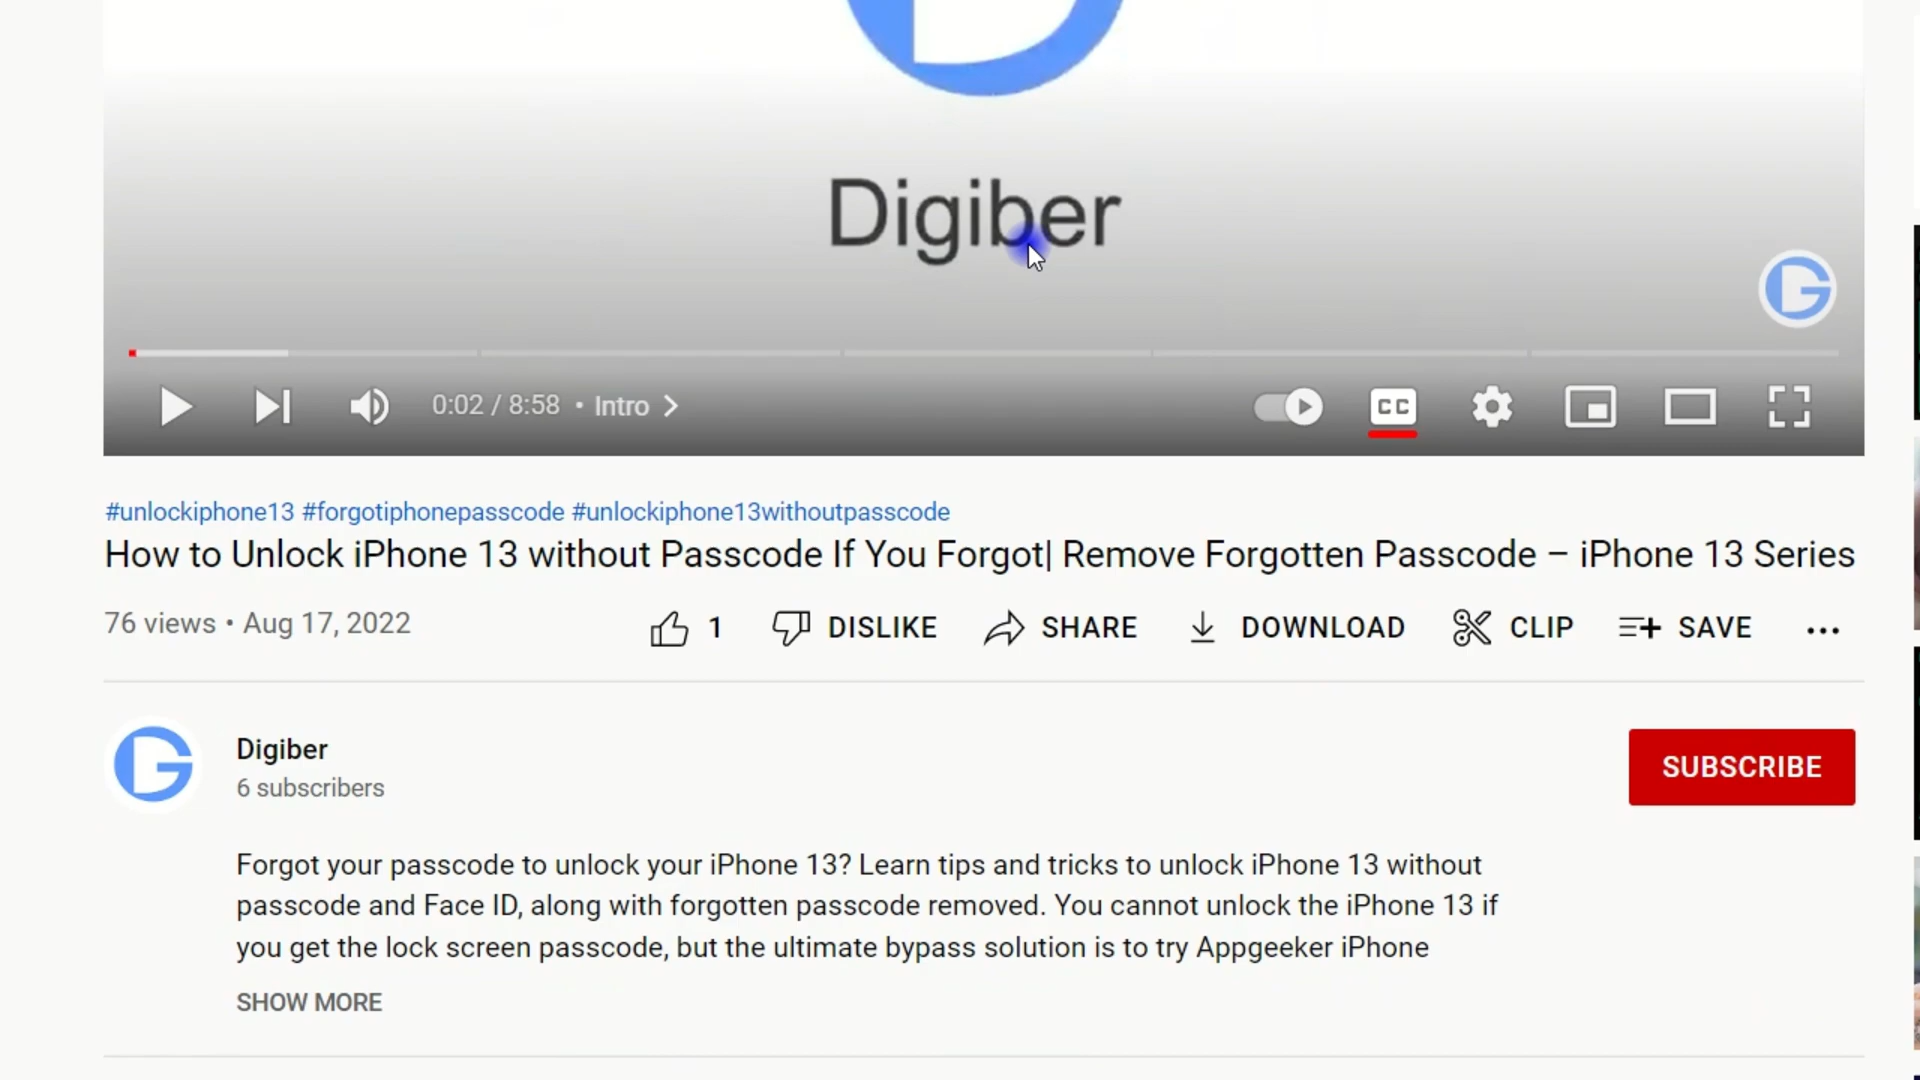 Digiber
0:02 / 8:58 • Intro
CC
#unlockiphone13 #forgotiphonepasscode #unlockiphone13withoutpasscode
How to Unlock iPhone 13 without Passcode If You Forgot| Remove Forgotten Passcode – iPhone 13 Series
76 views • Aug 17, 2022
1 DISLIKE SHARE DOWNLOAD CLIP SAVE ...
Digiber
6 subscribers
SUBSCRIBE
Forgot your passcode to unlock your iPhone 13? Learn tips and tricks to unlock iPhone 13 without
passcode and Face ID, along with forgotten passcode removed. You cannot unlock the iPhone 13 if
you get the lock screen passcode, but the ultimate bypass solution is to try Appgeeker iPhone
SHOW MORE